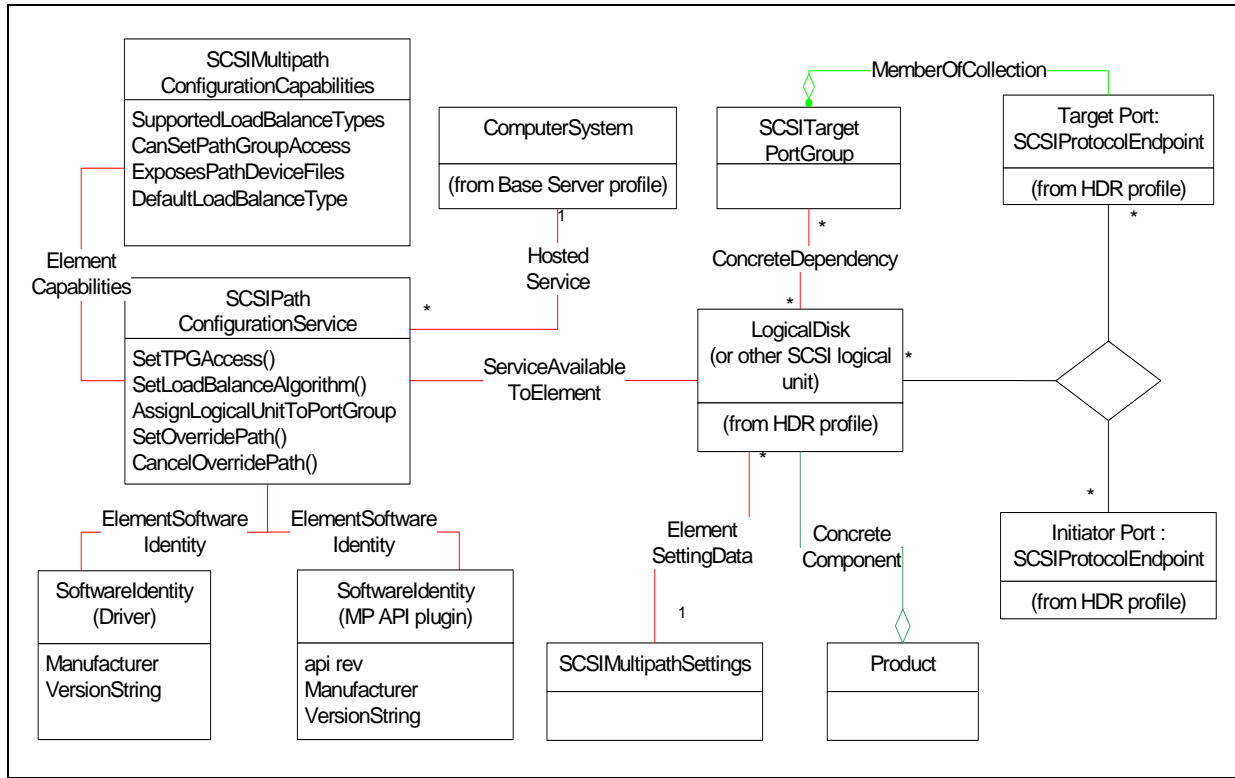 SCSIMultipath
ConfigurationCapabilities
SupportedLoadBalanceTypes
CanSetPathGroupAccess
ExposesPathDeviceFiles
DefaultLoadBalanceType
ComputerSystem
(from Base Server profile)
1
SCSITarget
PortGroup
*
MemberOfCollection
Target Port:
SCSIProtocolEndpoint
(from HDR profile)
*
Element
Capabilities
Hosted
Service
*
ConcreteDependency
*
SCSIPath
ConfigurationService
SetTPGAccess()
SetLoadBalanceAlgorithm()
AssignLogicalUnitToPortGroup
SetOverridePath()
CancelOverridePath()
ServiceAvailable
ToElement
LogicalDisk
(or other SCSI logical
unit)
(from HDR profile)
*
*
ElementSoftware
Identity
ElementSoftware
Identity
Element
SettingData
1
Concrete
Component
*
Initiator Port :
SCSIProtocolEndpoint
(from HDR profile)
SoftwareIdentity
(Driver)
Manufacturer
VersionString
SoftwareIdentity
(MP API plugin)
api rev
Manufacturer
VersionString
SCSIMultipathSettings
Product